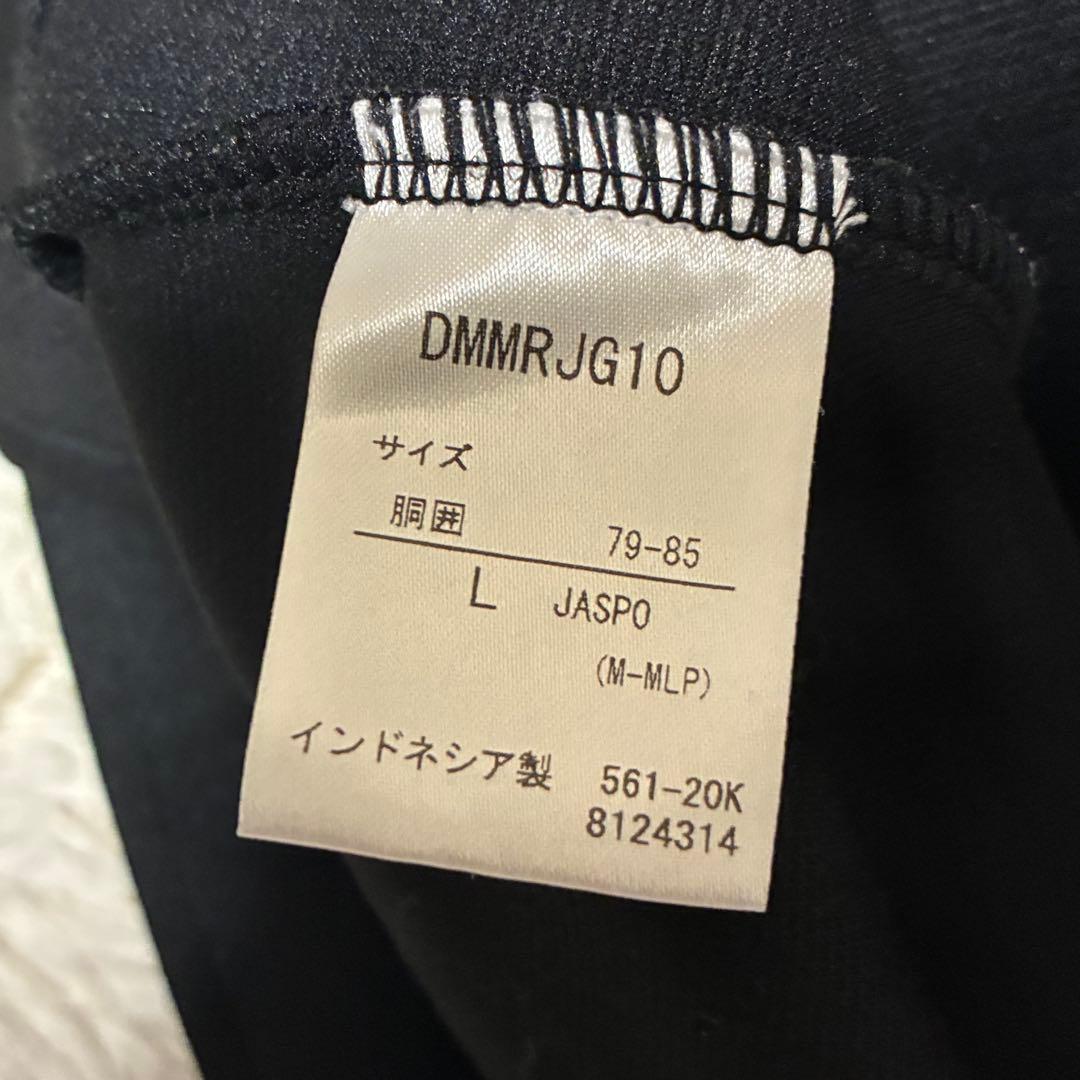 DMMRJG10
サイズ
胴囲 79-85
L JASPO
(M-MLP)
インドネシア製 561-20K
8124314